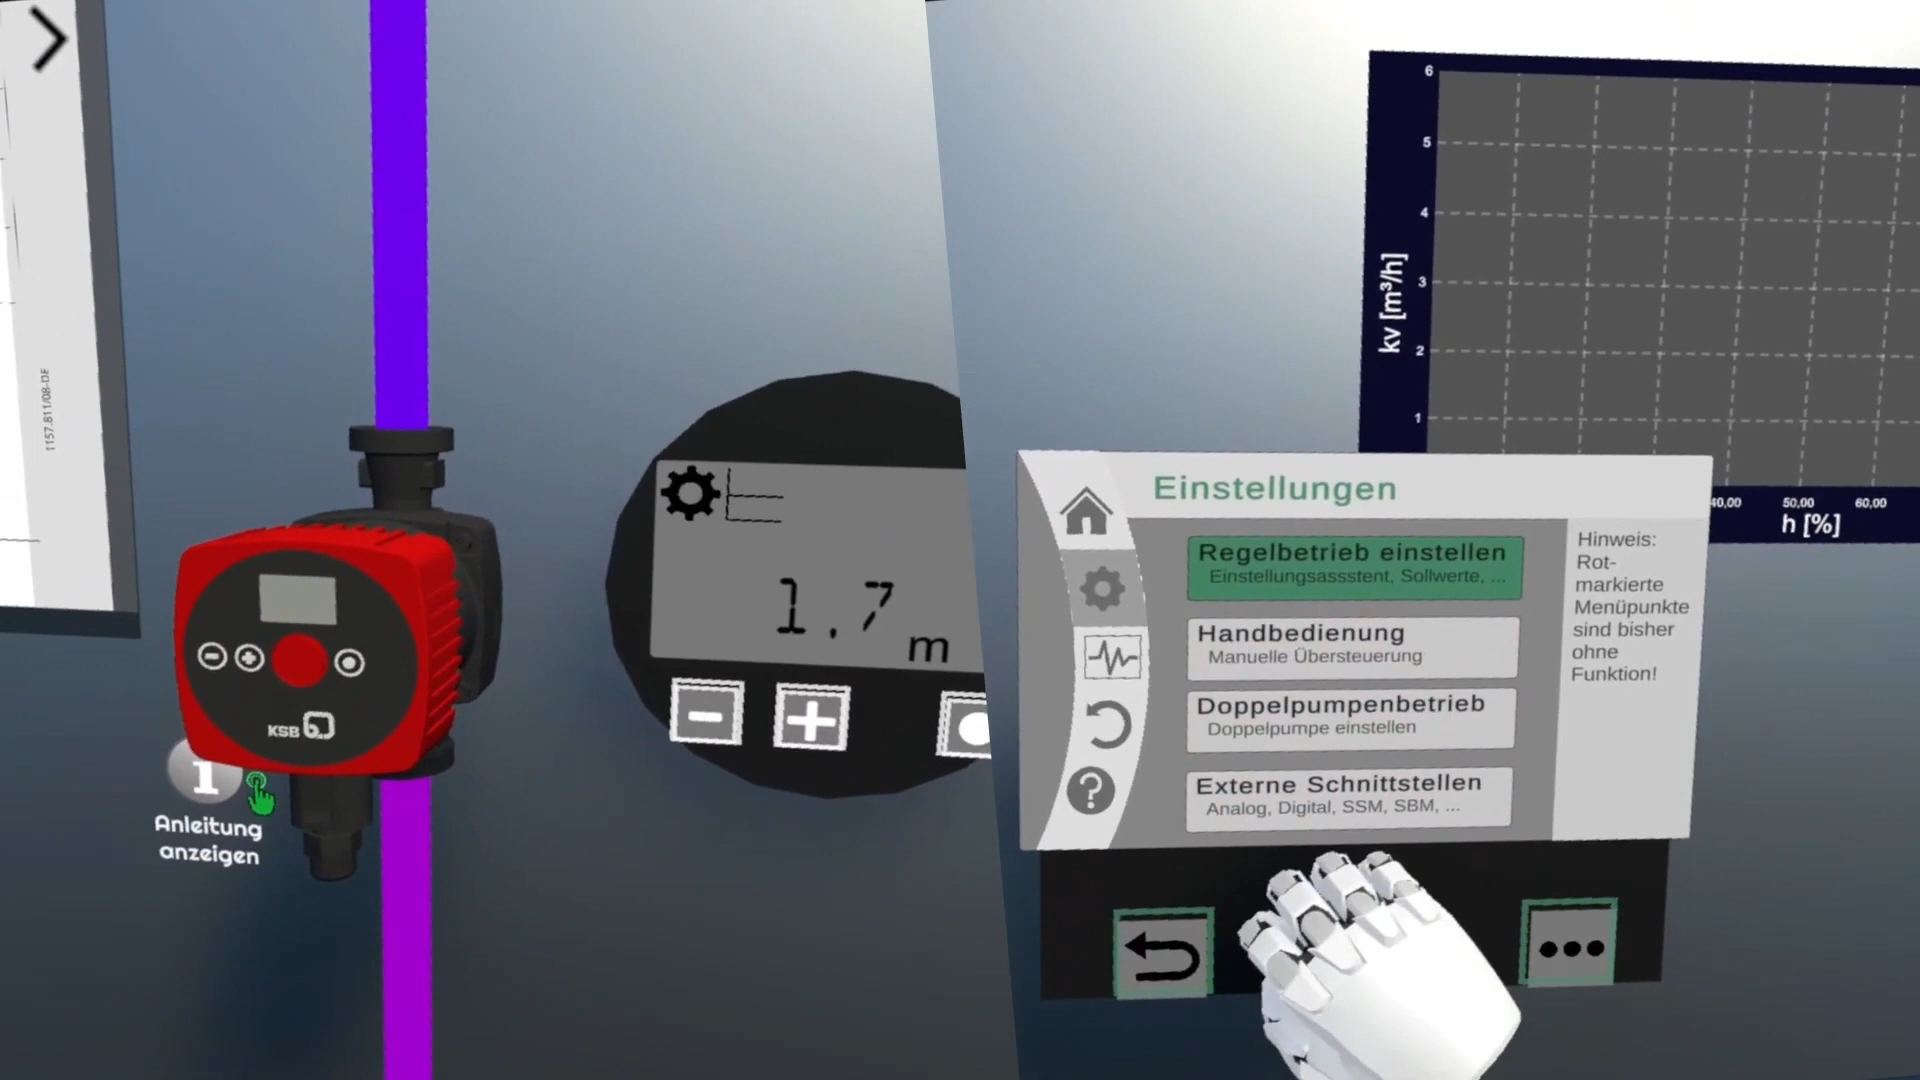 1157.811/08-DE
KSB
1
Anleitung
anzeigen
1.7 m
6
5
4
3
2
1
kv [m³/h]
40,00 50,00 60,00
h [%]
Einstellungen
Regelbetrieb einstellen
Einstellungsassstent, Sollwerte, ...
Handbedienung
Manuelle Übersteuerung
Doppelpumpenbetrieb
Doppelpumpe einstellen
Externe Schnittstellen
Analog, Digital, SSM, SBM, ...
Hinweis:
Rot-
markierte
Menüpunkte
sind bisher
ohne
Funktion!
?